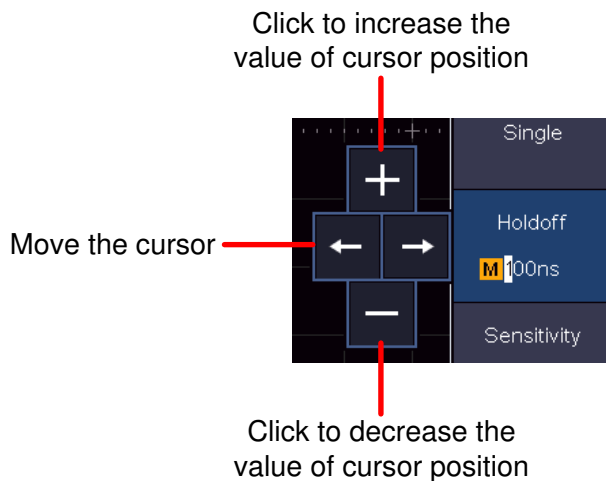 Click to increase the
value of cursor position
Single
Move the cursor
Holdoff
M 100ns
Sensitivity
Click to decrease the
value of cursor position